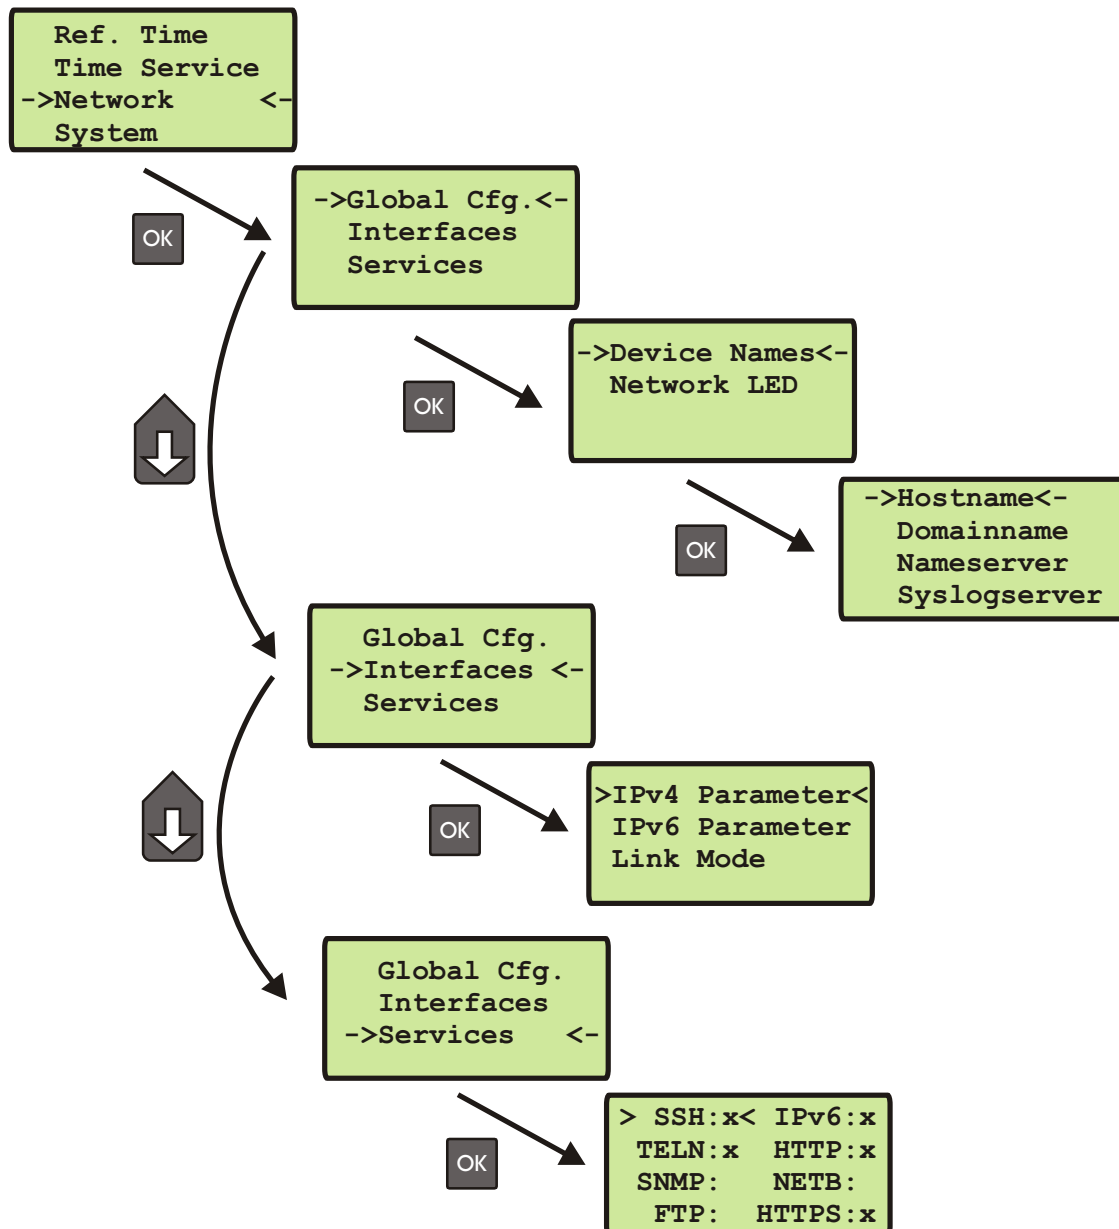 Ref. Time
Time Service
->Network <-
System
OK
->Global Cfg.<-
Interfaces
Services
OK
->Device Names<-
Network LED
OK
->Hostname<-
Domainname
Nameserver
Syslogserver
Global Cfg.
->Interfaces <-
Services
OK
>IPv4 Parameter<
IPv6 Parameter
Link Mode
Global Cfg.
Interfaces
->Services <-
OK
> SSH:x< IPv6:x
TELN:x HTTP:x
SNMP: NETB:
FTP: HTTPS:x